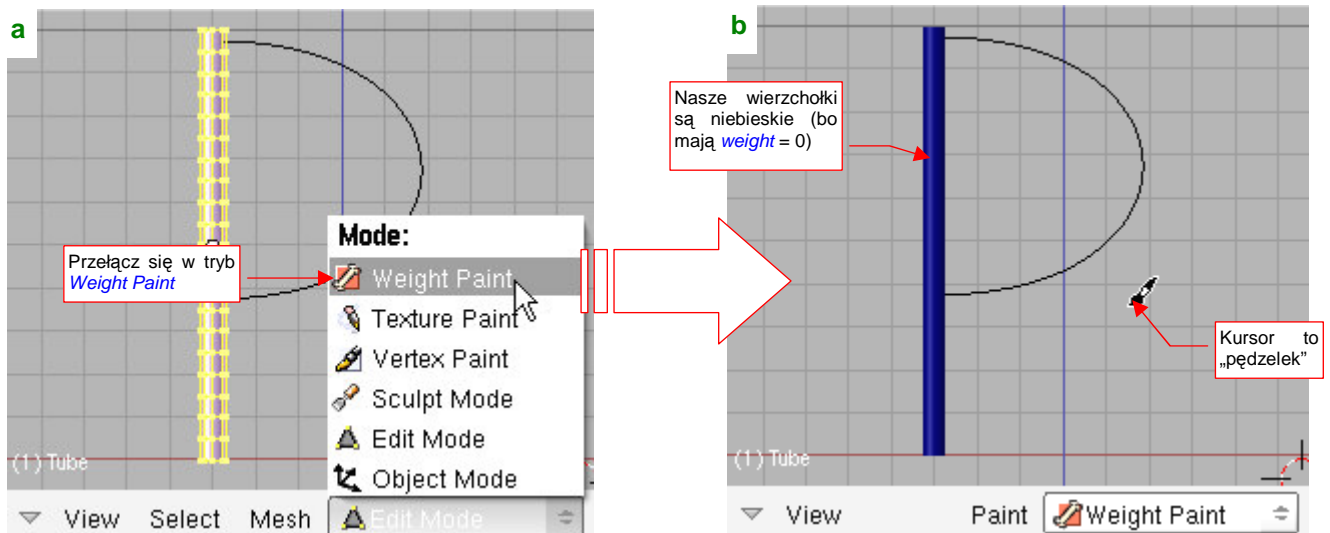 a
Przełącz się w tryb
Weight Paint
Mode:
Weight Paint
Texture Paint
Vertex Paint
Sculpt Mode
Edit Mode
Object Mode
(1) Tube
View Select Mesh Edit Mode
b
Nasze wierzchołki
są niebieskie (bo
mają weight = 0)
Kursor to
„pędzelek”
(1) Tube
View Paint Weight Paint